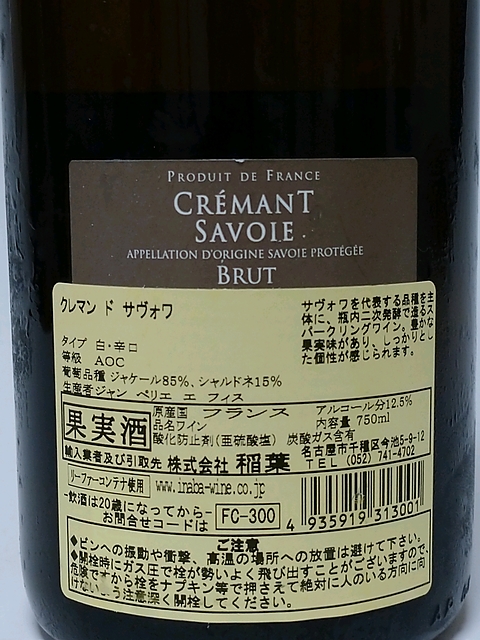 PRODUIT DE FRANCE
CRÉMANT
SAVOIE
APPELLATION D'ORIGINE SAVOIE PROTÉGÉE
BRUT
クレマン ド サヴォワ
サヴォワを代表する品種を主
体に、瓶内二次発酵で造るス
パークリングワイン。豊かな
果実味があり、しっかりとし
た個性が感じられます。
タイプ 白・辛口
等級 AOC
葡萄品種 ジャケール85%、シャルドネ15%
生産者 ジャン ペリエ エ フィス
果実酒
原産国 フランス アルコール分12.5%
品名 ワイン 内容量 750ml
酸化防止剤(亜硫酸塩) 炭酸ガス含有
輸入業者及び引取先 株式会社 稲葉
名古屋市千種区今池5-9-12
TEL (052) 741-4702
リーファーコンテナ使用
www.inaba-wine.co.jp
飲酒は20歳になってから
お問合せコードは FC-300
4 935919 313001
ご注意
◆ビンへの振動や衝撃、高温の場所への放置は避けて下さい。
◆開栓時にガス圧で栓が勢いよく飛び出すことがございますので、
危険ですから栓をナプキン等で押さえて絶対に人のいる方向に向
けないよう注意深く開栓してください。